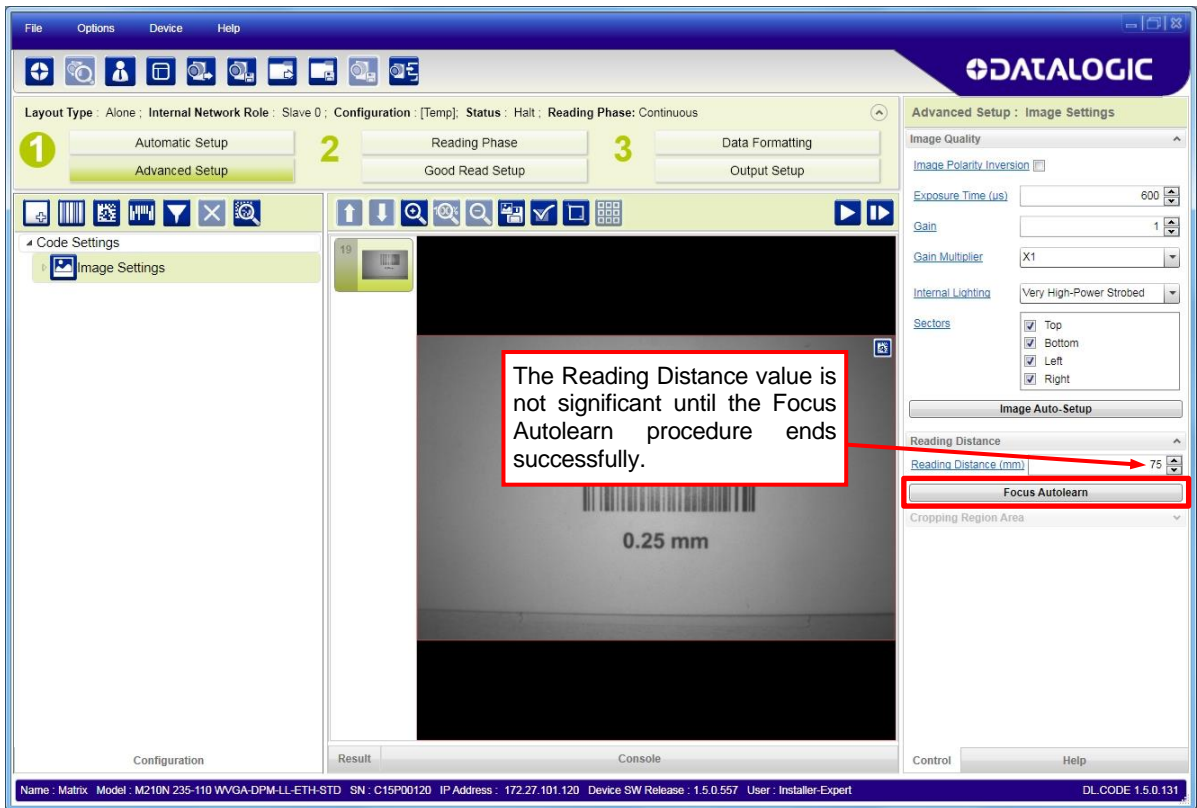 File Options Device Help
DATALOGIC
Layout Type : Alone ; Internal Network Role : Slave 0 ; Configuration : [Temp]; Status : Halt ; Reading Phase: Continuous
1 Automatic Setup 2 Reading Phase 3 Data Formatting
Advanced Setup Good Read Setup Output Setup
Code Settings
Image Settings
19
100%
The Reading Distance value is
not significant until the Focus
Autolearn procedure ends
successfully.
0.25 mm
Configuration
Result Console
Advanced Setup : Image Settings
Image Quality
Image Polarity Inversion
Exposure Time (us) 600
Gain 1
Gain Multiplier X1
Internal Lighting Very High-Power Strobed
Sectors Top
Bottom
Left
Right
Image Auto-Setup
Reading Distance
Reading Distance (mm) 75
Focus Autolearn
Cropping Region Area
Control Help
Name : Matrix Model : M210N 235-110 WVGA-DPM-LL-ETH-STD SN : C15P00120 IP Address : 172.27.101.120 Device SW Release : 1.5.0.557 User : Installer-Expert DL.CODE 1.5.0.131